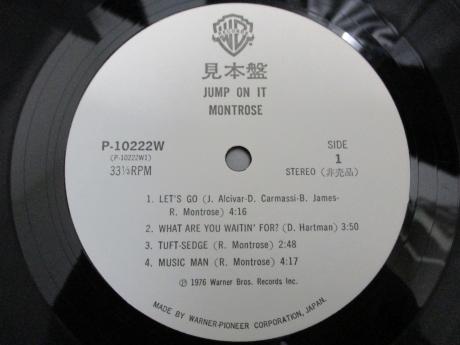 見本盤
JUMP ON IT
MONTROSE
P-10222W
(P-10222W1)
33⅓RPM
SIDE
1
STEREO (非売品)
1. LET'S GO (J. Alcivar-D. Carmassi-B. James-
R. Montrose) 4:16
2. WHAT ARE YOU WAITIN' FOR? (D. Hartman) 3:50
3. TUFT-SEDGE (R. Montrose) 2:48
4. MUSIC MAN (R. Montrose) 4:17
Ⓟ 1976 Warner Bros. Records Inc.
MADE BY WARNER-PIONEER CORPORATION, JAPAN.